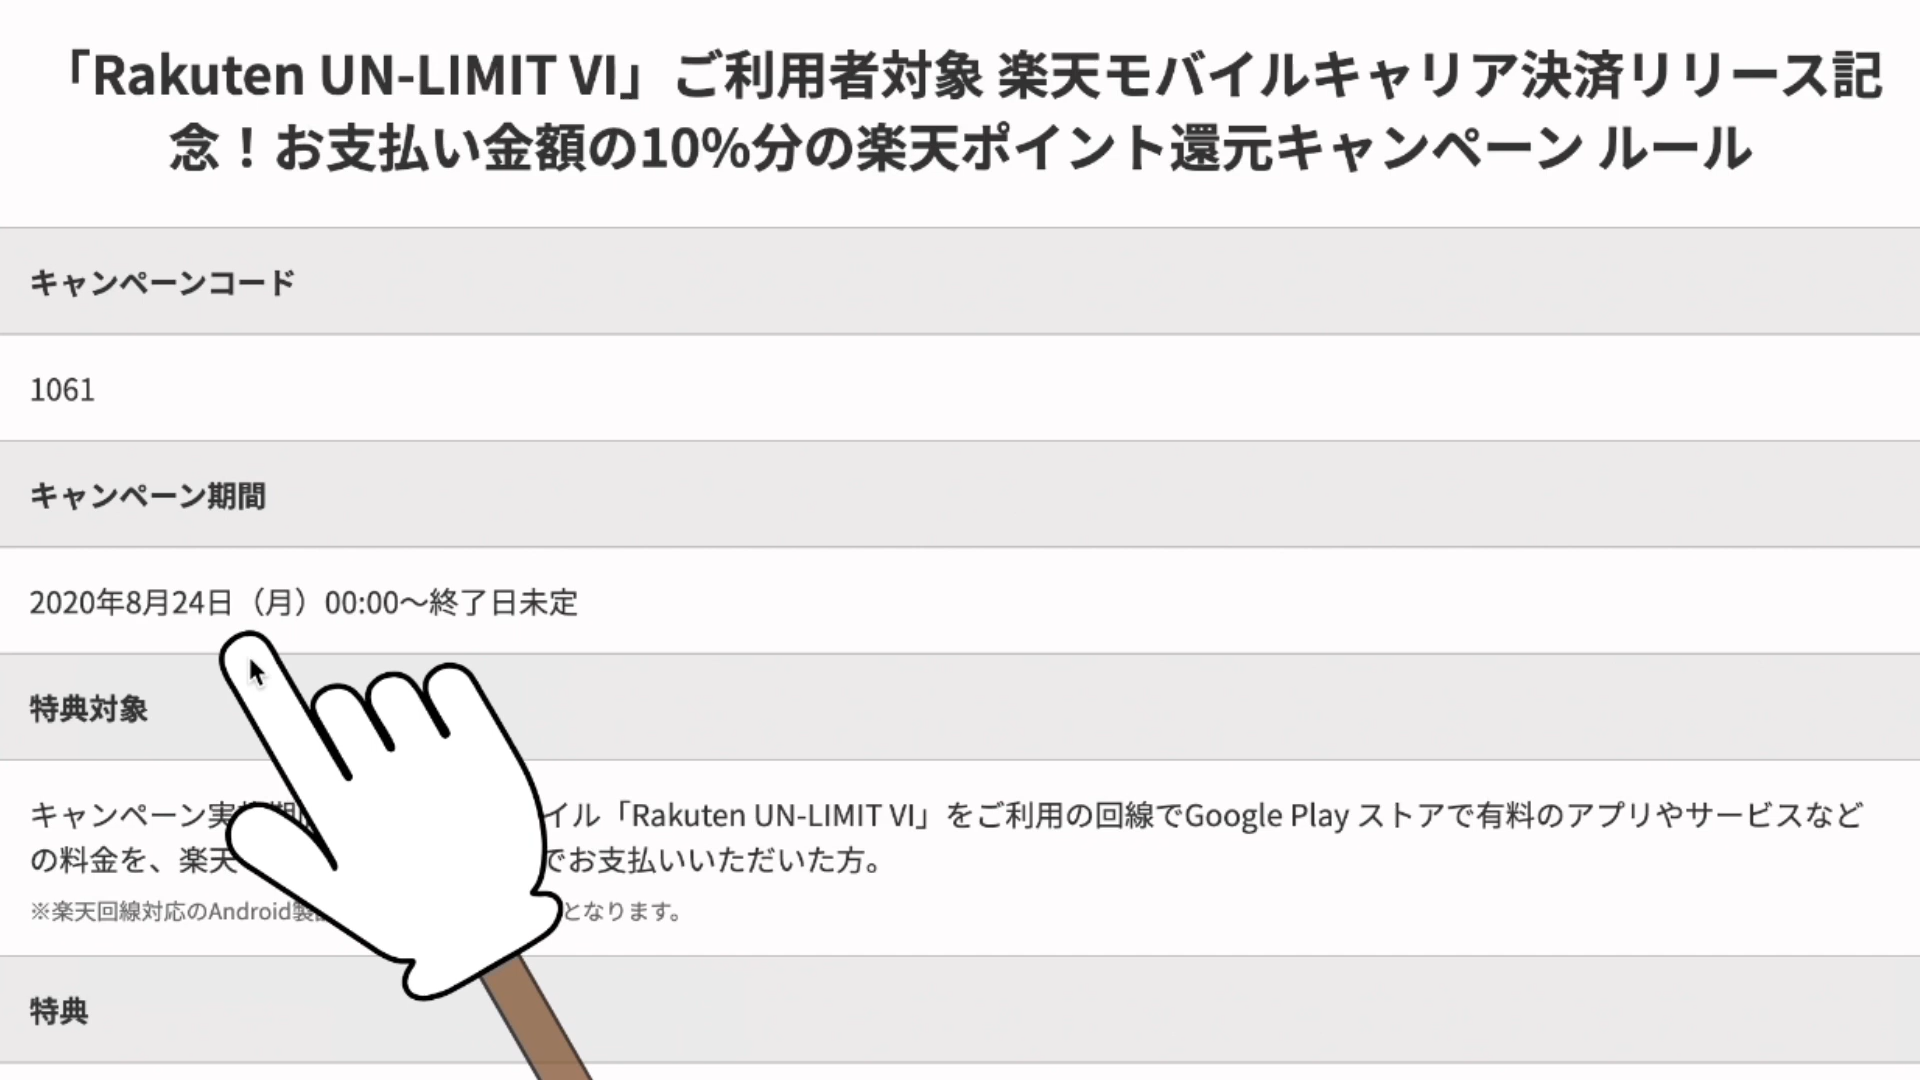 「Rakuten UN-LIMIT VI」ご利用者対象 楽天モバイルキャリア決済リリース記
念！お支払い金額の10%分の楽天ポイント還元キャンペーン ルール
キャンペーンコード
1061
キャンペーン期間
2020年8月24日（月）00:00〜終了日未定
特典対象
キャンペーン実 イル「Rakuten UN-LIMIT VI」をご利用の回線でGoogle Play ストアで有料のアプリやサービスなど
の料金を、楽天 でお支払いいただいた方。
※楽天回線対応のAndroid製 となります。
特典